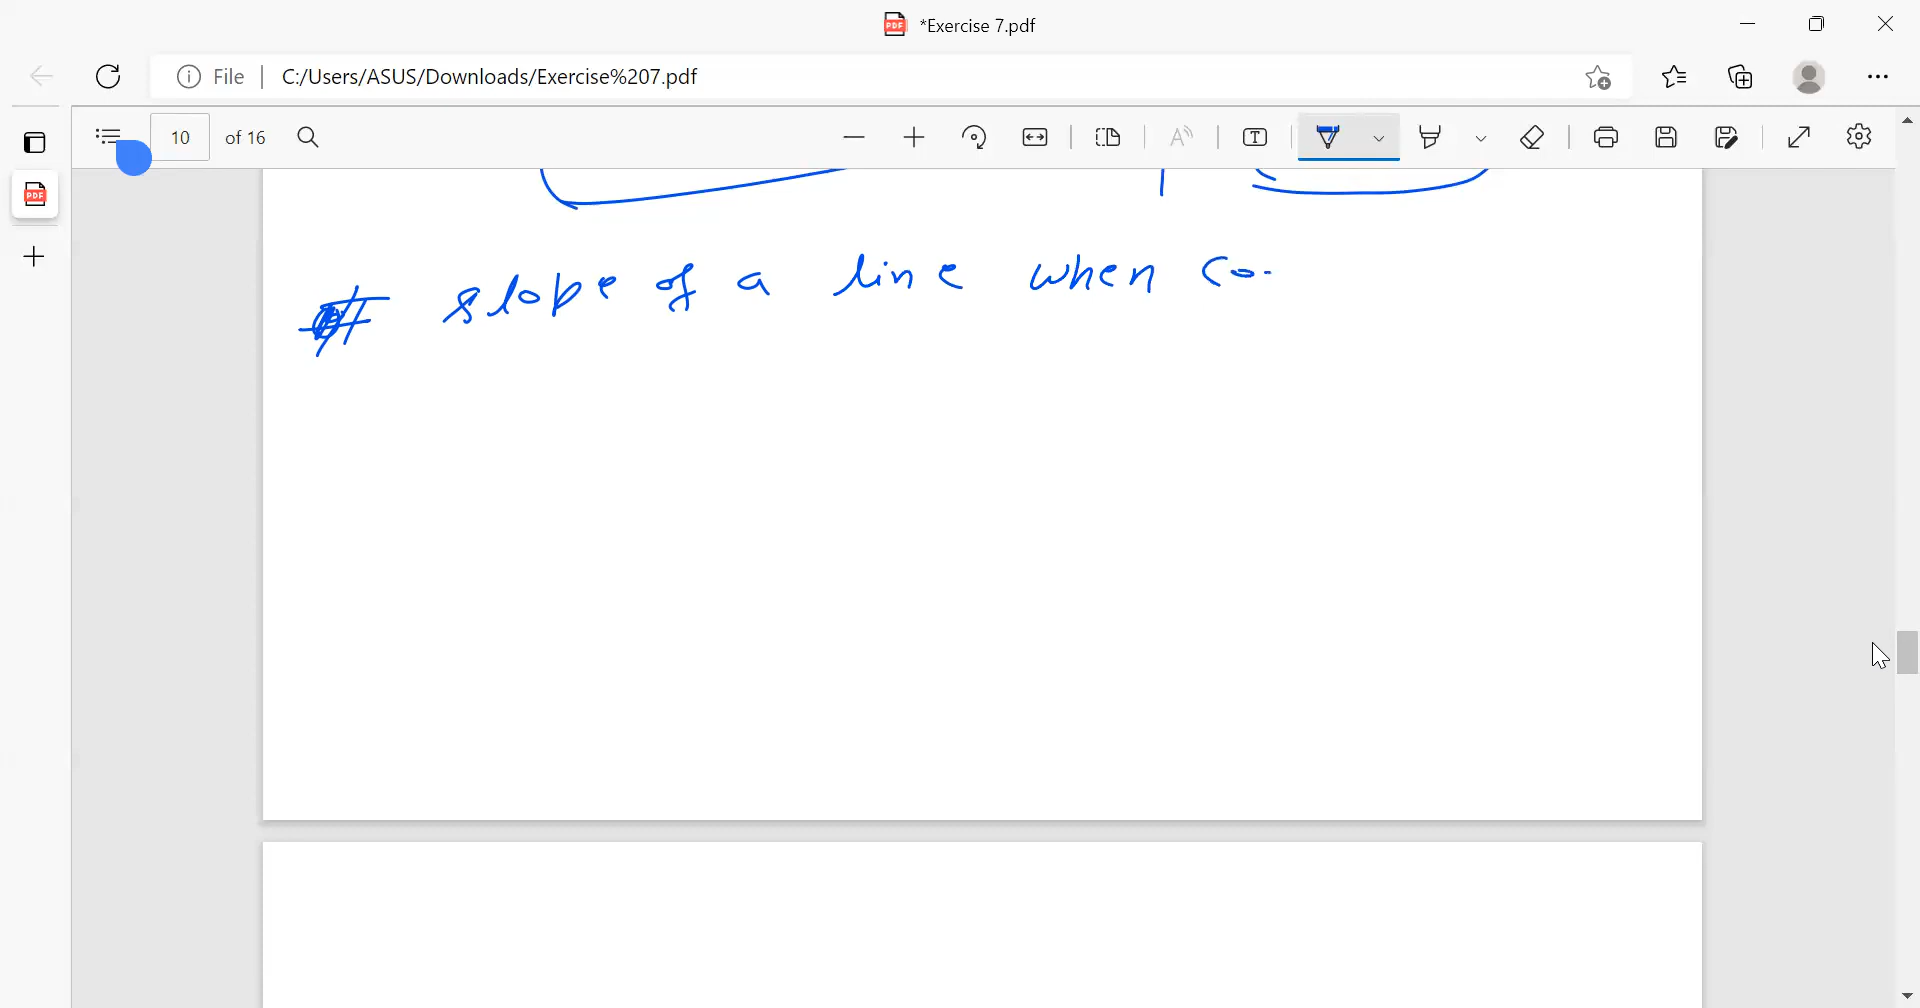 *Exercise 7.pdf
File | C:/Users/ASUS/Downloads/Exercise%207.pdf
10 of 16
# slope of a line when co-